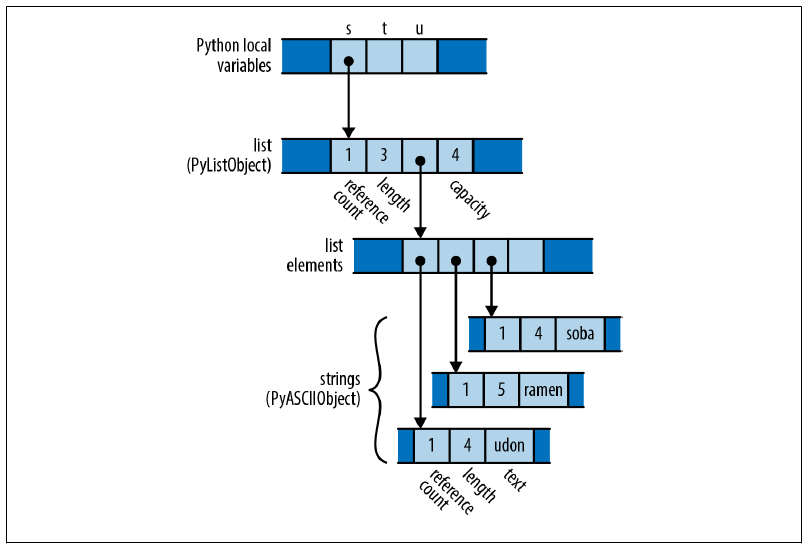 s t u
Python local
variables
list
(PyListObject)
1 3 4
reference
count
length
capacity
list
elements
1 4 soba
strings
(PyASCIIObject)
1 5 ramen
1 4 udon
reference
count
length
text